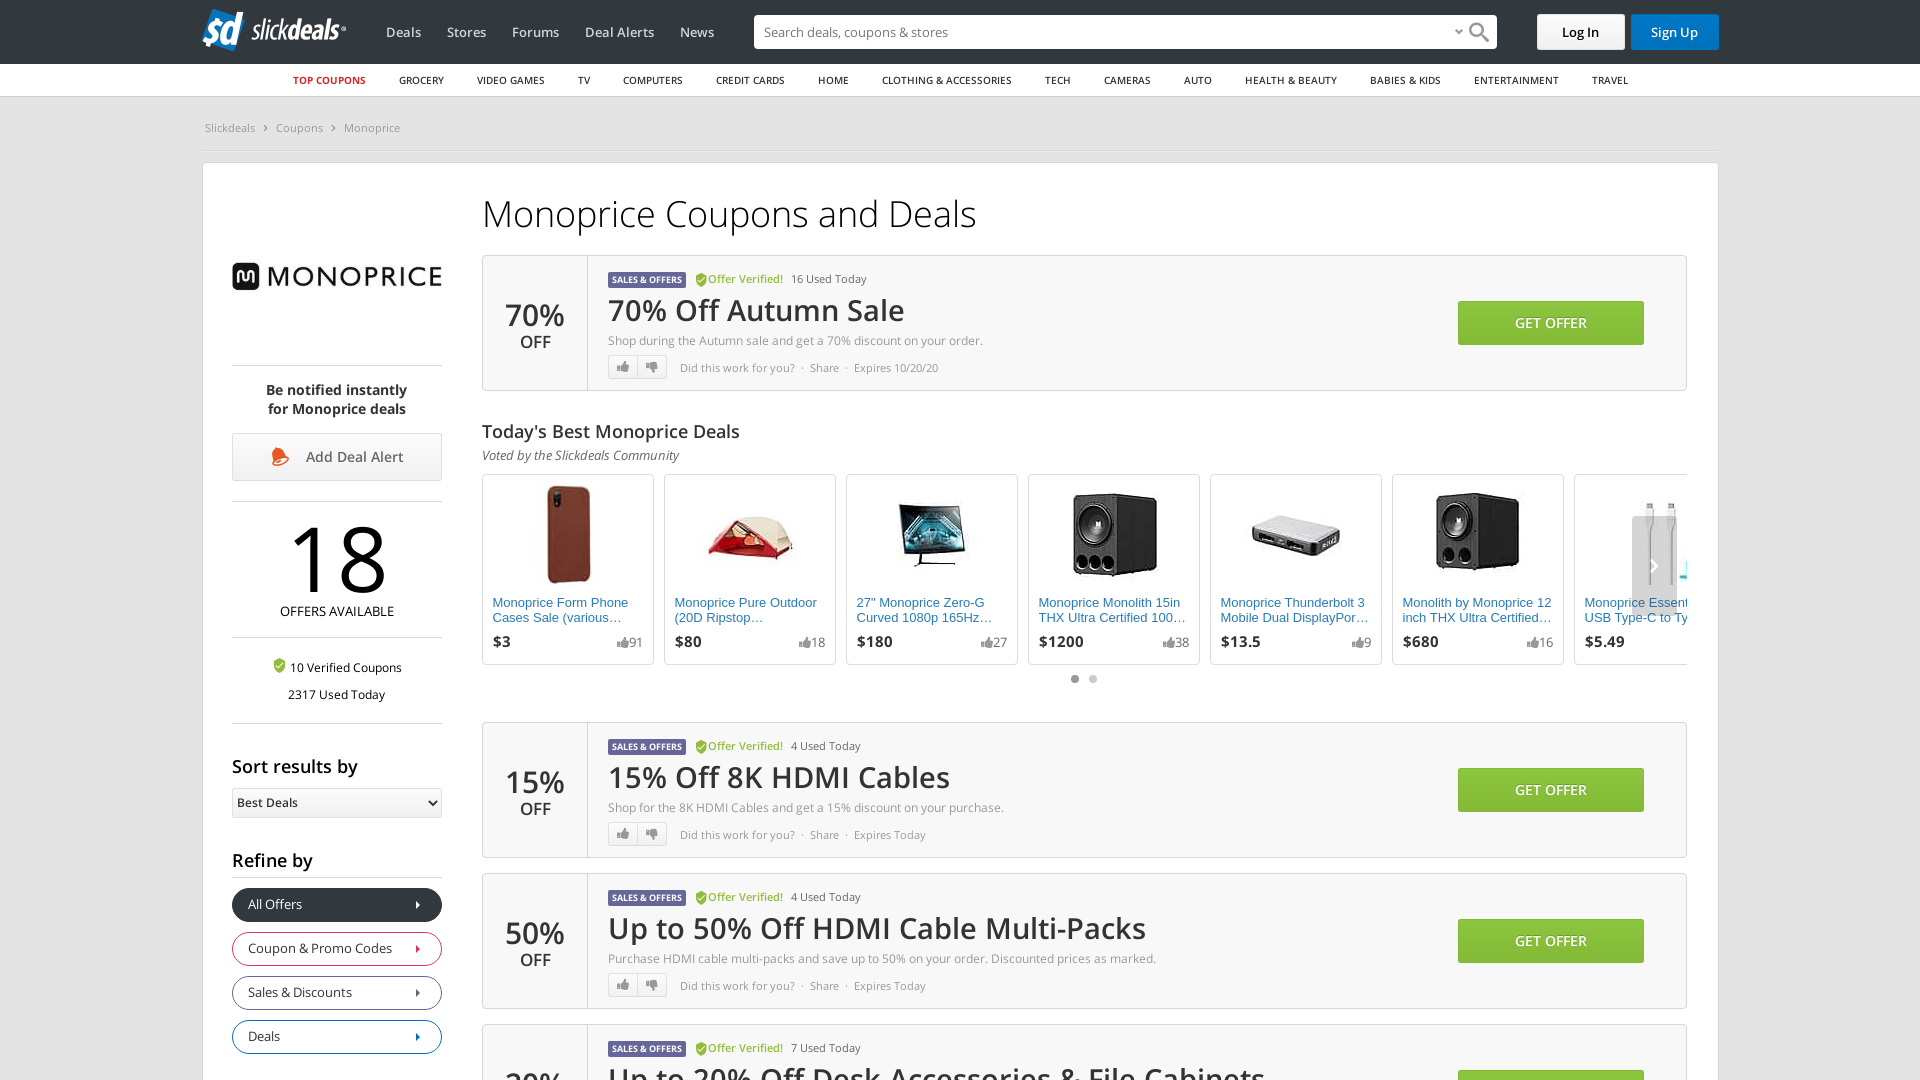 sd slickdeals
Deals Stores Forums Deal Alerts News
Search deals, coupons & stores
Log In Sign Up
TOP COUPONS GROCERY VIDEO GAMES TV COMPUTERS CREDIT CARDS HOME CLOTHING & ACCESSORIES TECH CAMERAS AUTO HEALTH & BEAUTY BABIES & KIDS ENTERTAINMENT TRAVEL
Slickdeals Coupons Monoprice
MONOPRICE
Be notified instantly
for Monoprice deals
Add Deal Alert
18
OFFERS AVAILABLE
10 Verified Coupons
2317 Used Today
Sort results by
Best Deals
Refine by
All Offers
Coupon & Promo Codes
Sales & Discounts
Deals
Monoprice Coupons and Deals
70%
OFF
SALES & OFFERS Offer Verified! 16 Used Today
70% Off Autumn Sale
Shop during the Autumn sale and get a 70% discount on your order.
Did this work for you? · Share · Expires 10/20/20
GET OFFER
Today's Best Monoprice Deals
Voted by the Slickdeals Community
Monoprice Form Phone
Cases Sale (various…
$3 91
Monoprice Pure Outdoor
(20D Ripstop…
$80 18
27" Monoprice Zero-G
Curved 1080p 165Hz…
$180 27
Monoprice Monolith 15in
THX Ultra Certified 100…
$1200 38
Monoprice Thunderbolt 3
Mobile Dual DisplayPor…
$13.5 9
Monolith by Monoprice 12
inch THX Ultra Certified…
$680 16
Monoprice Essent
USB Type-C to Ty
$5.49
15%
OFF
SALES & OFFERS Offer Verified! 4 Used Today
15% Off 8K HDMI Cables
Shop for the 8K HDMI Cables and get a 15% discount on your purchase.
Did this work for you? · Share · Expires Today
GET OFFER
50%
OFF
SALES & OFFERS Offer Verified! 4 Used Today
Up to 50% Off HDMI Cable Multi-Packs
Purchase HDMI cable multi-packs and save up to 50% on your order. Discounted prices as marked.
Did this work for you? · Share · Expires Today
GET OFFER
20%
SALES & OFFERS Offer Verified! 7 Used Today
Up to 20% Off Desk Accessories & File Cabinets